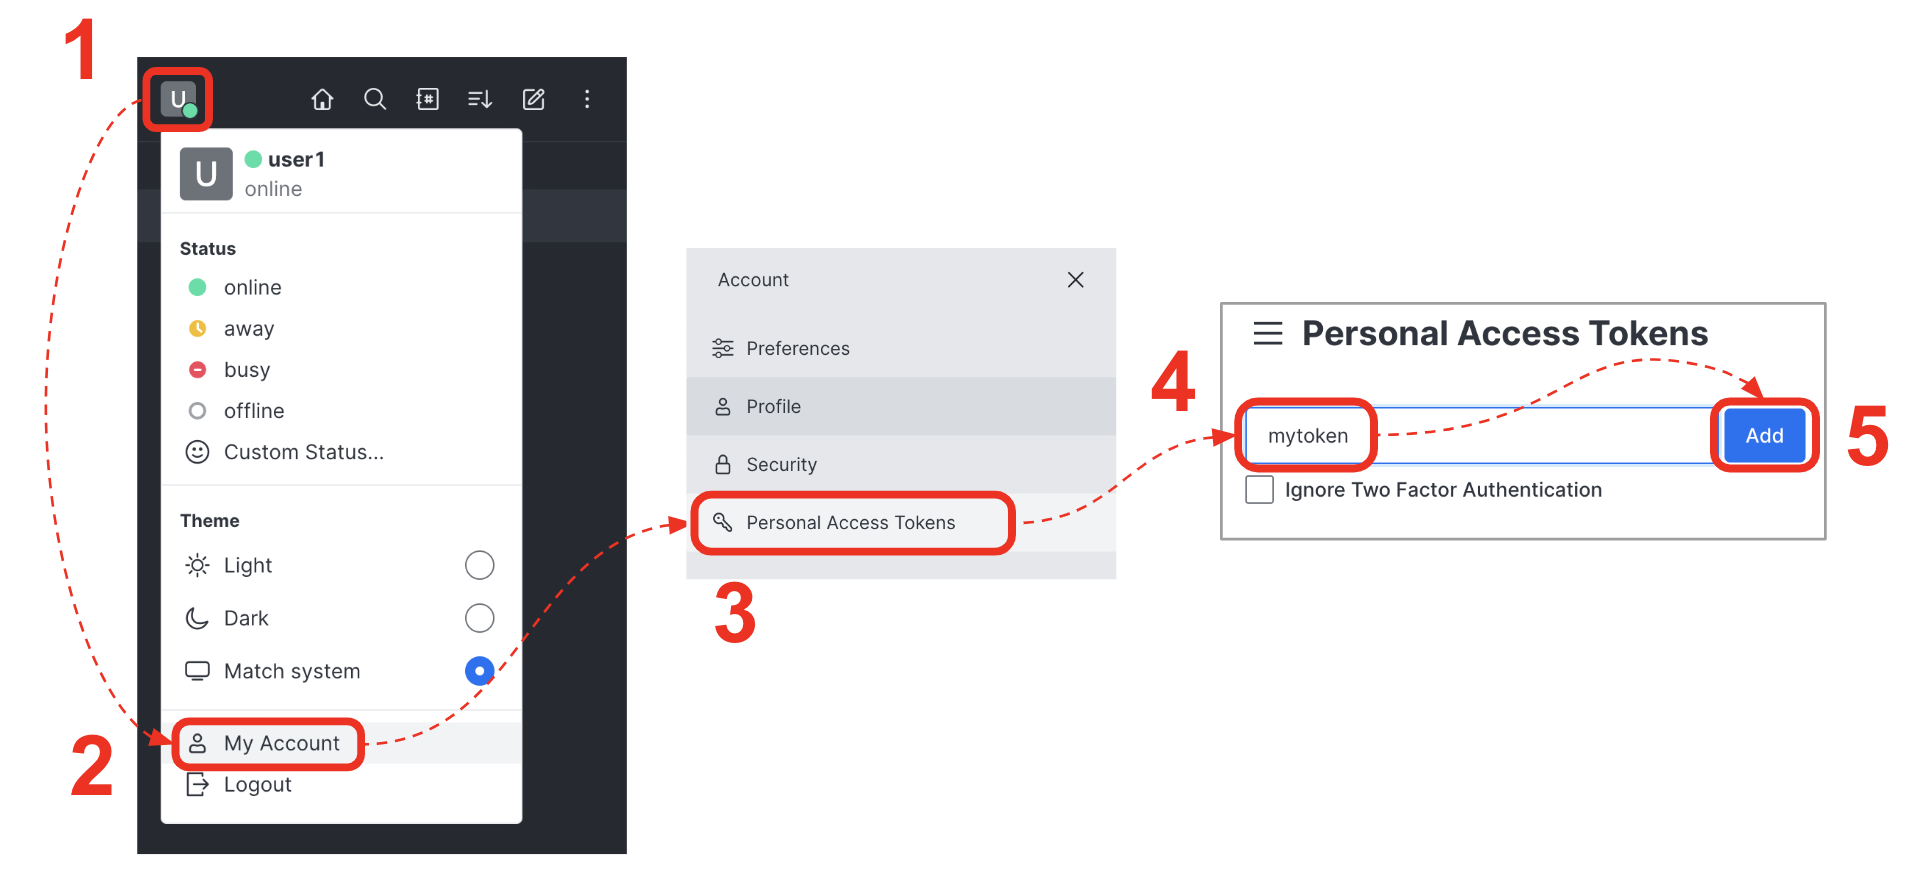 1
U
U
user1
online
Status
online
away
busy
offline
Custom Status...
Theme
Light
Dark
Match system
2
My Account
Logout
Account
Preferences
Profile
Security
Personal Access Tokens
3
4
Personal Access Tokens
mytoken
Add
5
Ignore Two Factor Authentication